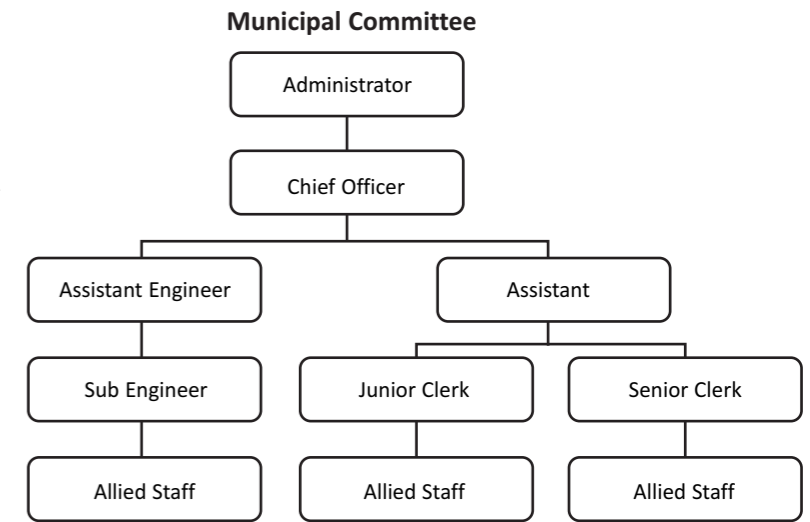 Municipal Committee
Administrator
Chief Officer
Assistant Engineer
Assistant
Sub Engineer
Junior Clerk
Senior Clerk
Allied Staff
Allied Staff
Allied Staff